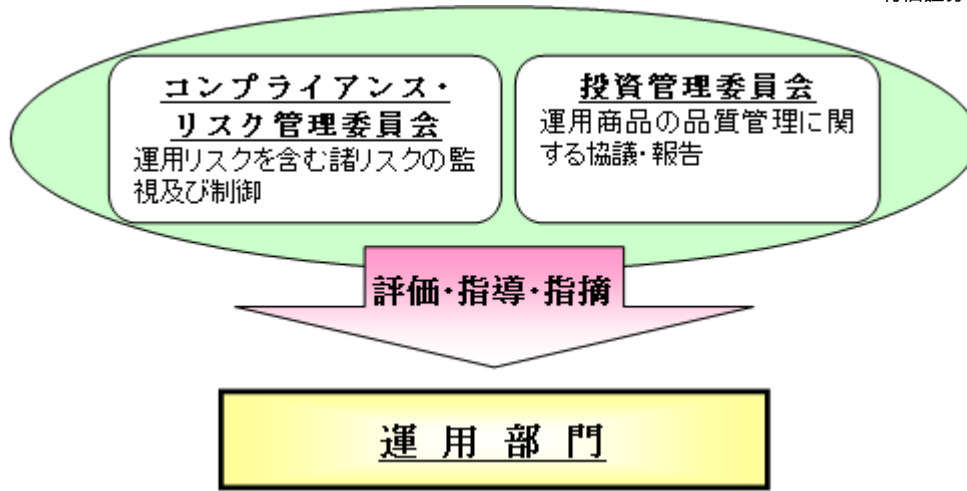 コンプライアンス・
リスク管理委員会
運用リスクを含む諸リスクの監
視及び制御
投資管理委員会
運用商品の品質管理に関
する協議・報告
評価・指導・指摘
運用部門